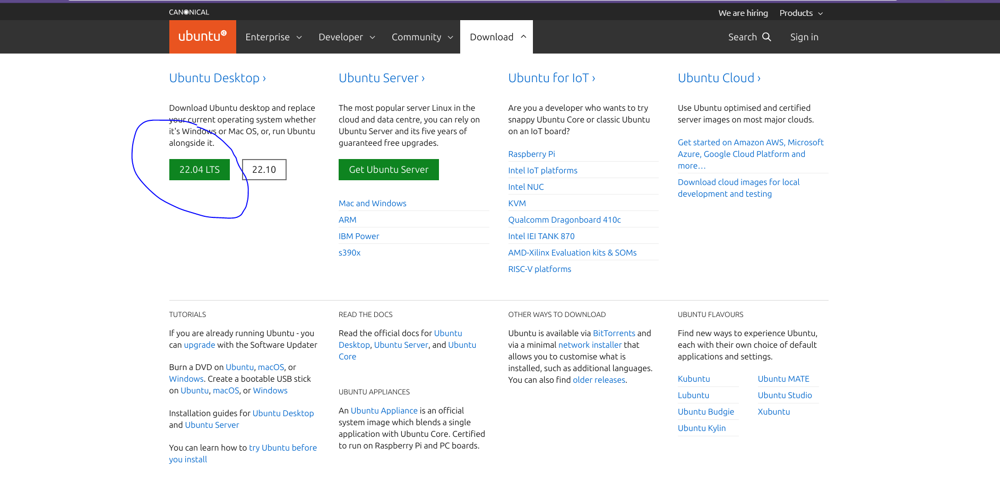 CANONICAL
We are hiring Products
ubuntu Enterprise Developer Community Download Search Sign in
Ubuntu Desktop ›
Download Ubuntu desktop and replace
your current operating system whether
it's Windows or Mac OS, or, run Ubuntu
alongside it.
22.04 LTS 22.10
Ubuntu Server ›
The most popular server Linux in the
cloud and data centre, you can rely on
Ubuntu Server and its five years of
guaranteed free upgrades.
Get Ubuntu Server
Mac and Windows
ARM
IBM Power
s390x
Ubuntu for IoT ›
Are you a developer who wants to try
snappy Ubuntu Core or classic Ubuntu
on an IoT board?
Raspberry Pi
Intel IoT platforms
Intel NUC
KVM
Qualcomm Dragonboard 410c
Intel IEI TANK 870
AMD-Xilinx Evaluation kits & SOMs
RISC-V platforms
Ubuntu Cloud ›
Use Ubuntu optimised and certified
server images on most major clouds.
Get started on Amazon AWS, Microsoft
Azure, Google Cloud Platform and
more…
Download cloud images for local
development and testing
TUTORIALS
If you are already running Ubuntu - you
can upgrade with the Software Updater
Burn a DVD on Ubuntu, macOS, or
Windows. Create a bootable USB stick
on Ubuntu, macOS, or Windows
Installation guides for Ubuntu Desktop
and Ubuntu Server
You can learn how to try Ubuntu before
you install
READ THE DOCS
Read the official docs for Ubuntu
Desktop, Ubuntu Server, and Ubuntu
Core
UBUNTU APPLIANCES
An Ubuntu Appliance is an official
system image which blends a single
application with Ubuntu Core. Certified
to run on Raspberry Pi and PC boards.
OTHER WAYS TO DOWNLOAD
Ubuntu is available via BitTorrents and
via a minimal network installer that
allows you to customise what is
installed, such as additional languages.
You can also find older releases.
UBUNTU FLAVOURS
Find new ways to experience Ubuntu,
each with their own choice of default
applications and settings.
Kubuntu
Lubuntu
Ubuntu Budgie
Ubuntu Kylin
Ubuntu MATE
Ubuntu Studio
Xubuntu